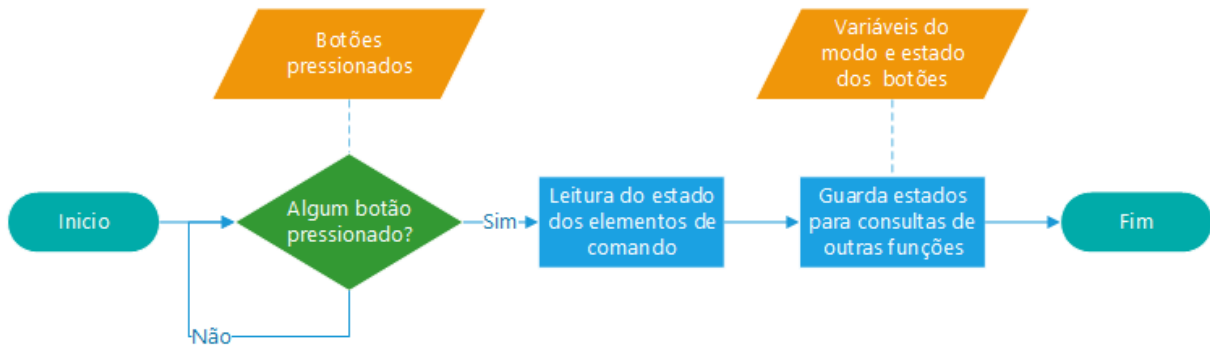 Botões
pressionados
Variáveis do
modo e estado
dos botões
Inicio
Algum botão
pressionado?
Sim
Leitura do estado
dos elementos de
comando
Guarda estados
para consultas de
outras funções
Fim
Não